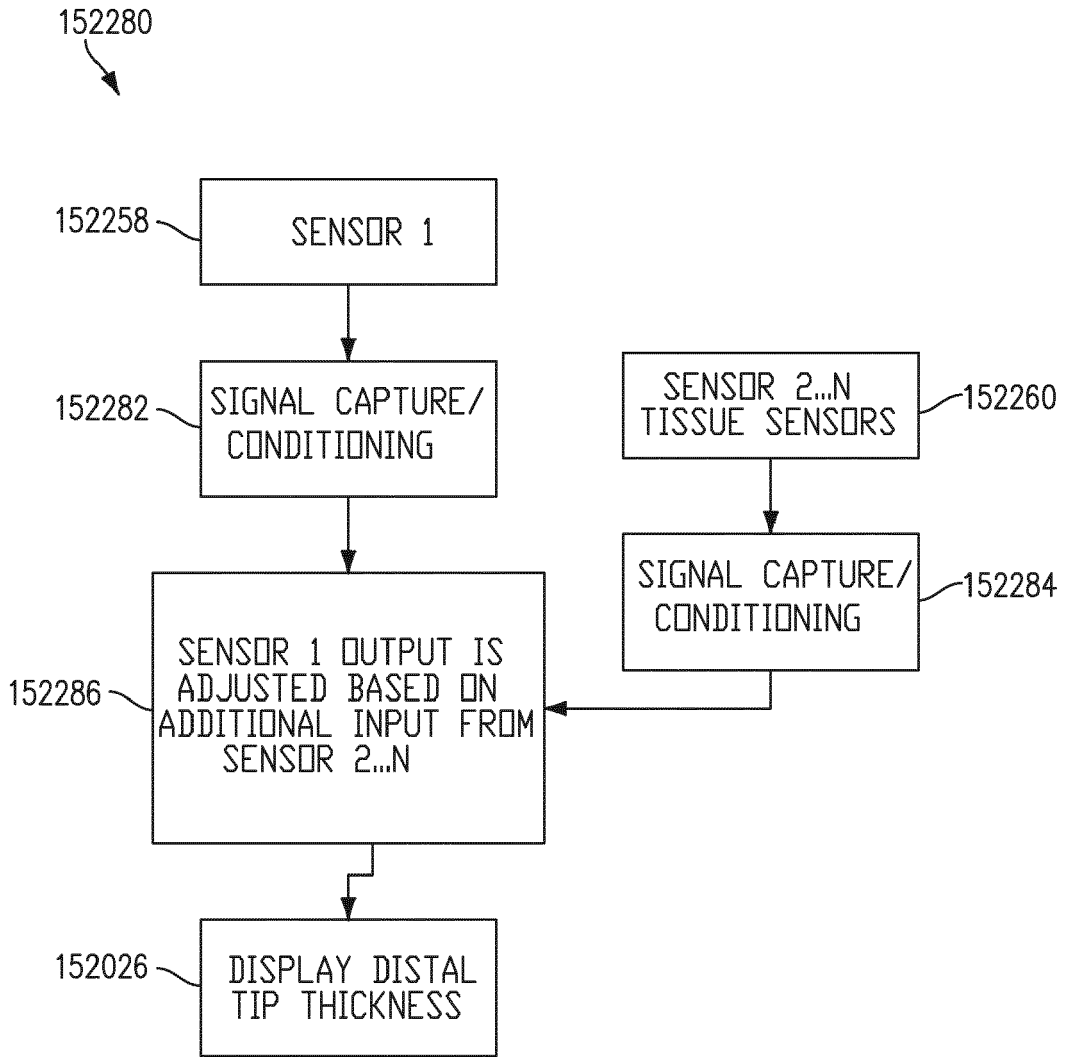 152280
152258
SENSOR 1
152282
SIGNAL CAPTURE/
CONDITIONING
SENSOR 2...N
TISSUE SENSORS
152260
SIGNAL CAPTURE/
CONDITIONING
152284
152286
SENSOR 1 OUTPUT IS
ADJUSTED BASED ON
ADDITIONAL INPUT FROM
SENSOR 2...N
152026
DISPLAY DISTAL
TIP THICKNESS